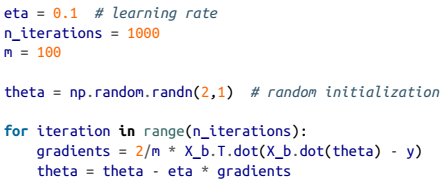 eta = 0.1  # learning rate
n_iterations = 1000
m = 100

theta = np.random.randn(2,1)  # random initialization

for iteration in range(n_iterations):
    gradients = 2/m * X_b.T.dot(X_b.dot(theta) - y)
    theta = theta - eta * gradients